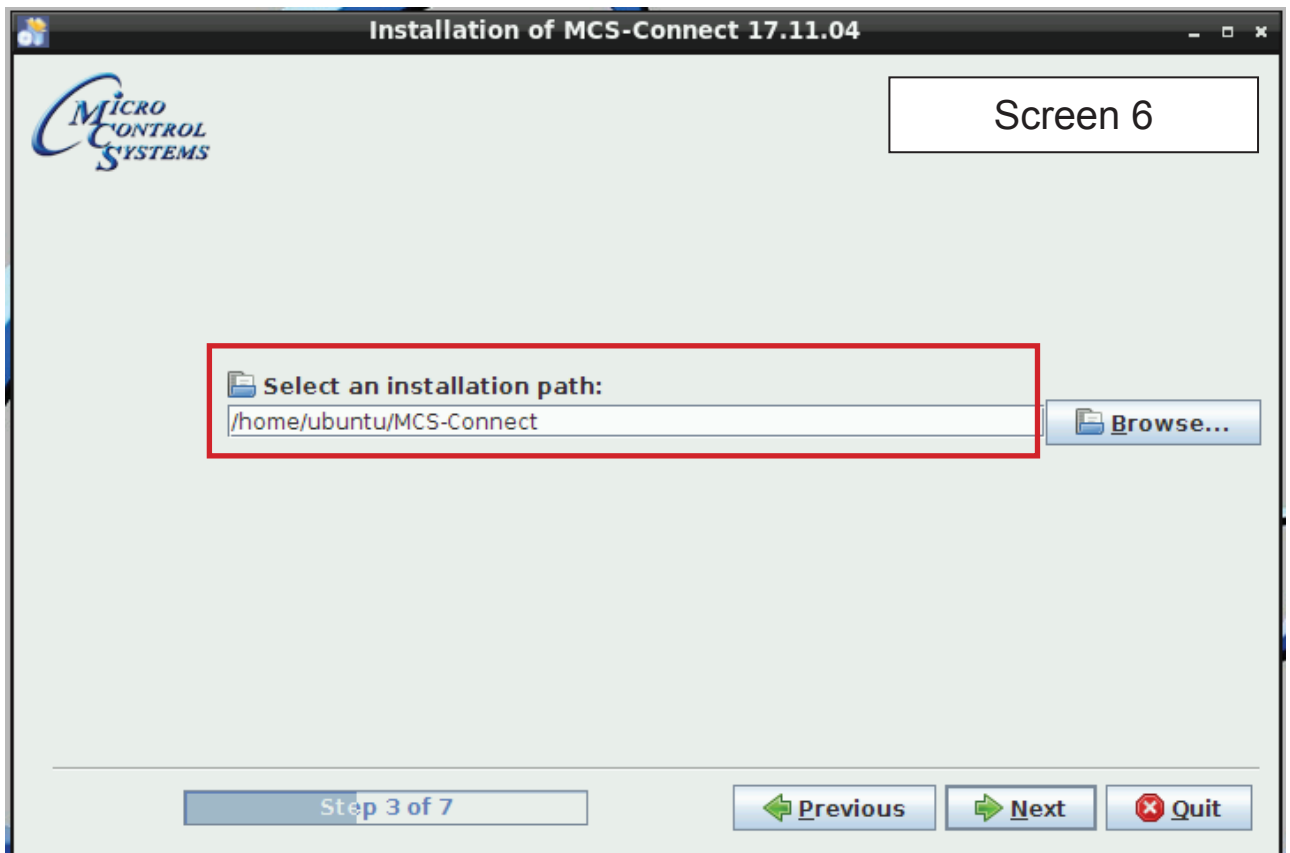 Installation of MCS-Connect 17.11.04
MICRO
CONTROL
SYSTEMS
Screen 6
Select an installation path:
/home/ubuntu/MCS-Connect
Browse...
Step 3 of 7
Previous
Next
Quit